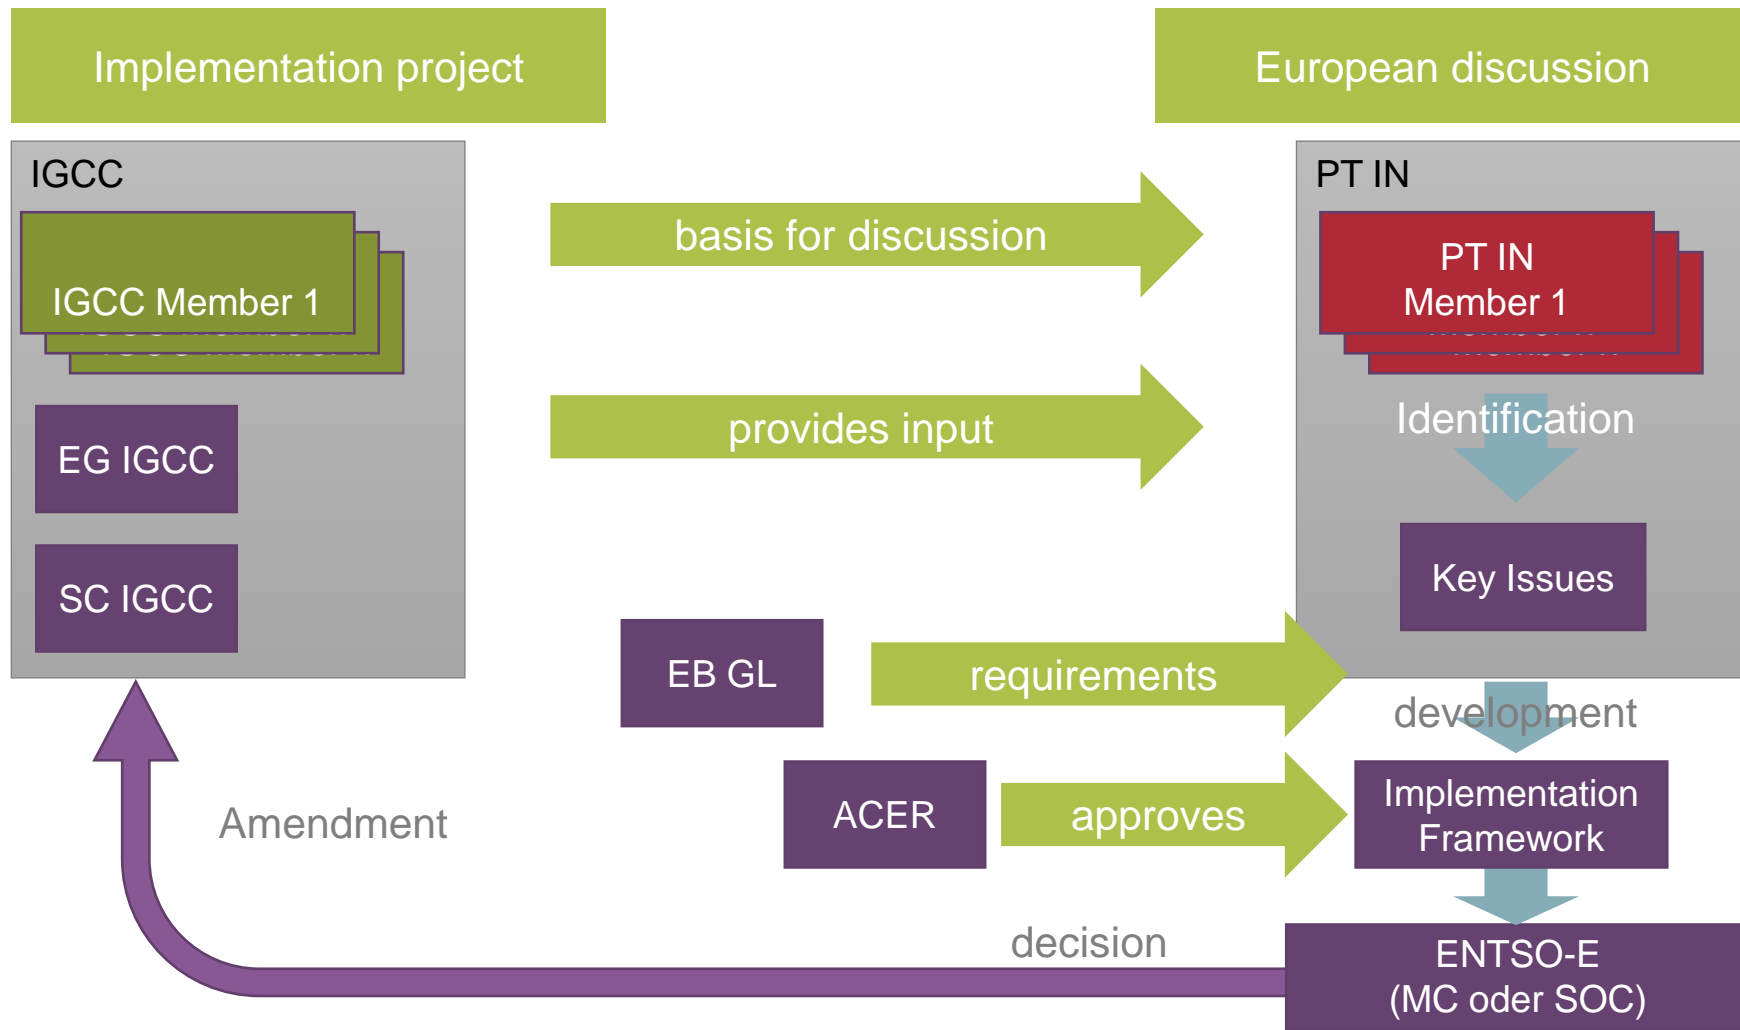 Implementation project
European discussion
IGCC
IGCC Member 1
EG IGCC
SC IGCC
basis for discussion
provides input
PT IN
PT IN
Member 1
Identification
Key Issues
EB GL
requirements
development
ACER
approves
Implementation
Framework
Amendment
decision
ENTSO-E
(MC oder SOC)